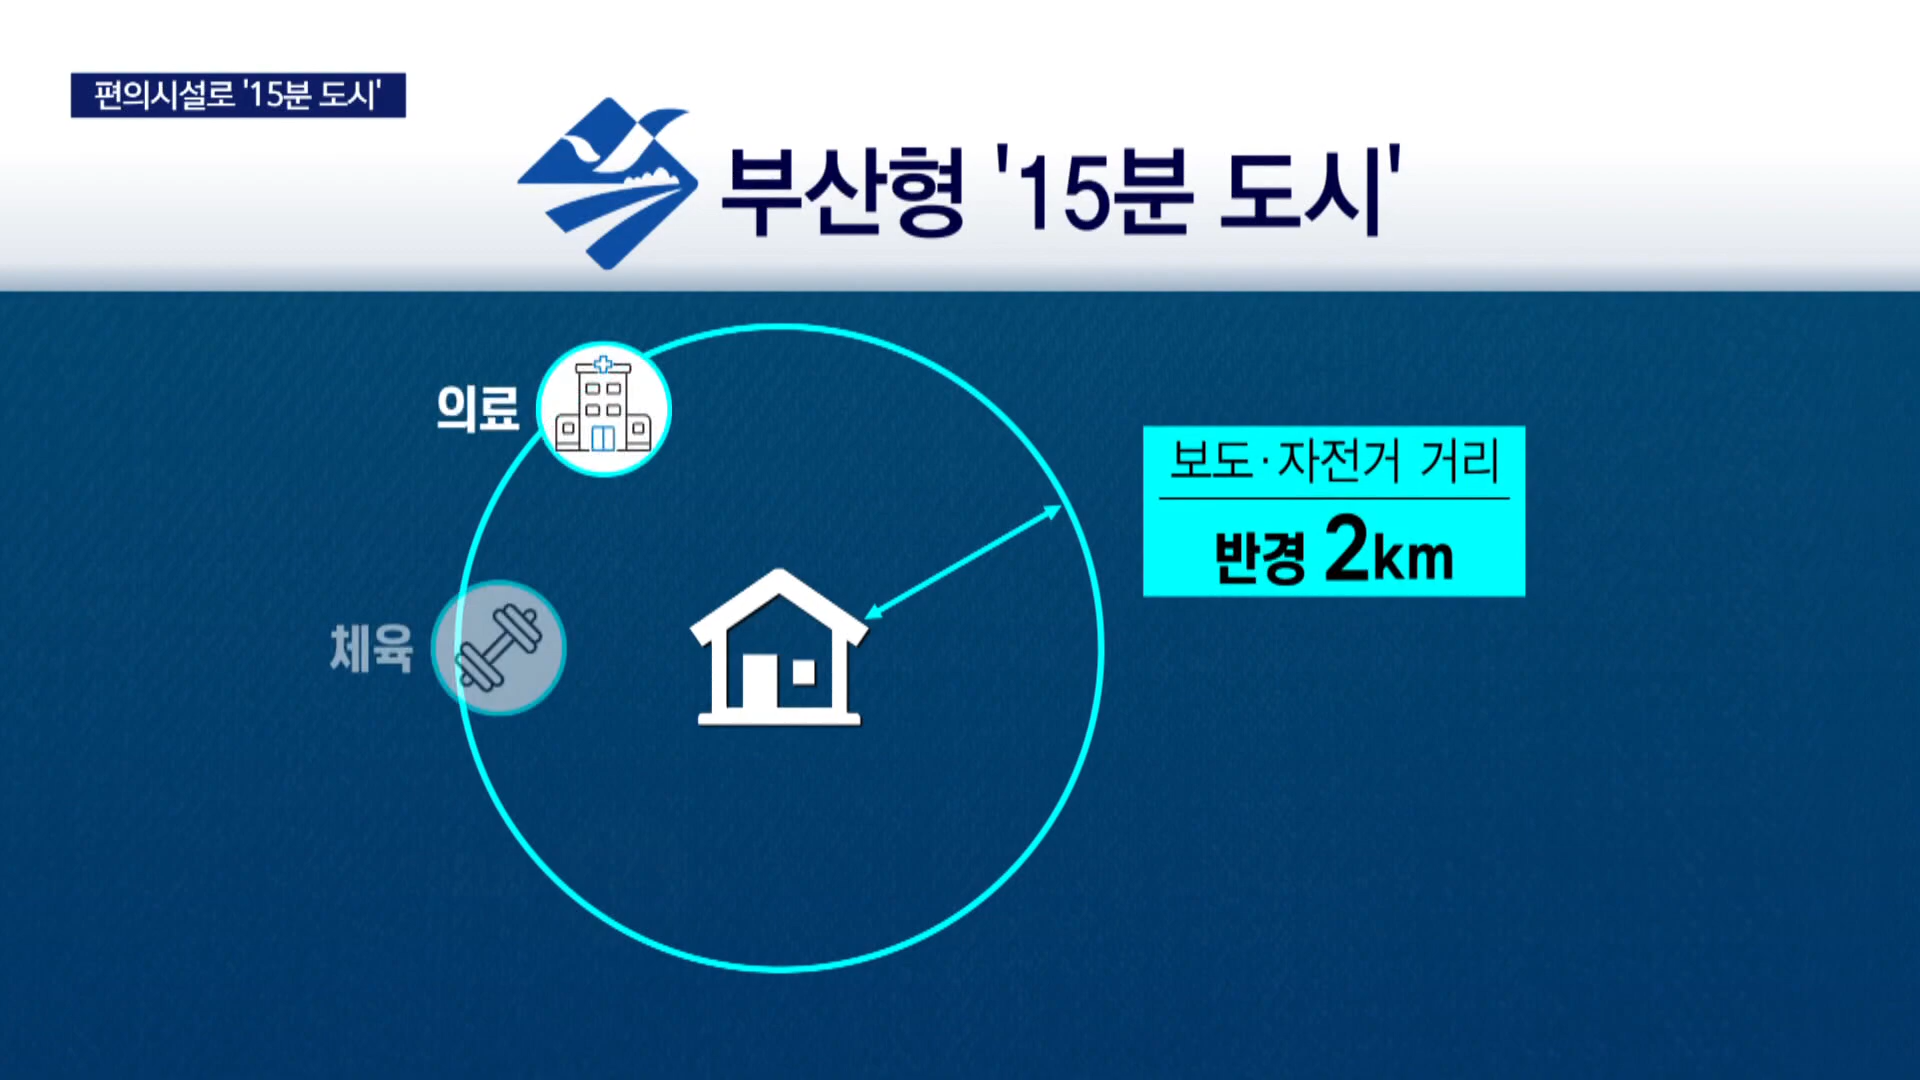 편의시설로 '15분 도시'
부산형 '15분 도시'
의료
보도·자전거 거리
반경 2km
체육